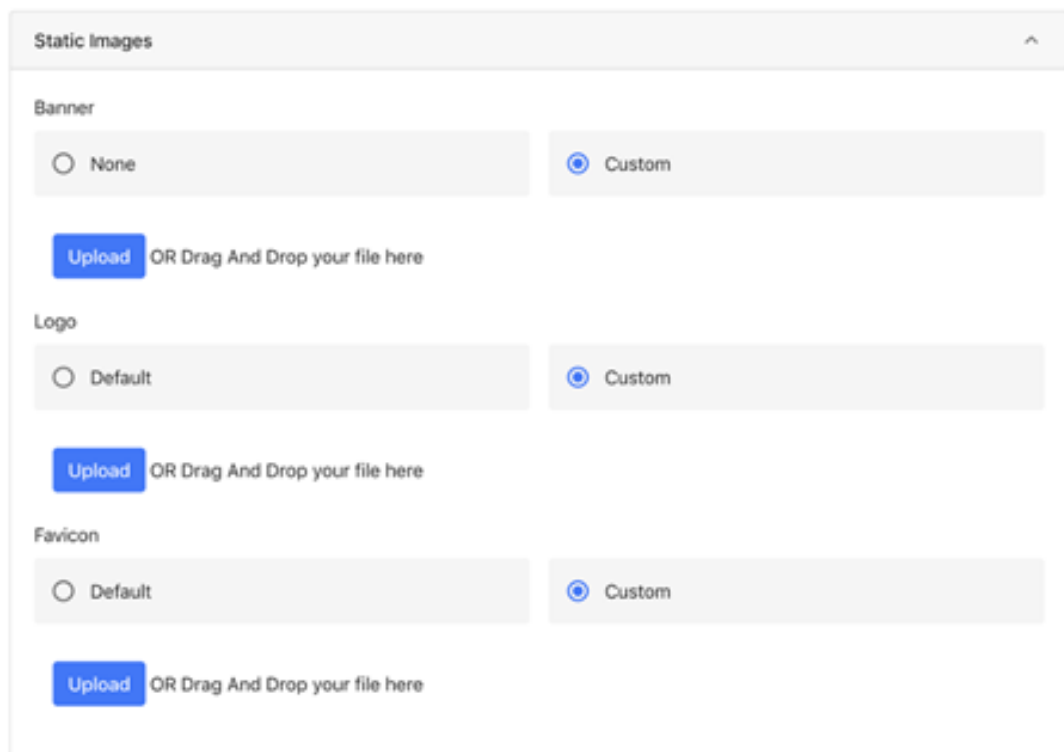 Static Images
Banner
None
Custom
Upload OR Drag And Drop your file here
Logo
Default
Custom
Upload OR Drag And Drop your file here
Favicon
Default
Custom
Upload OR Drag And Drop your file here